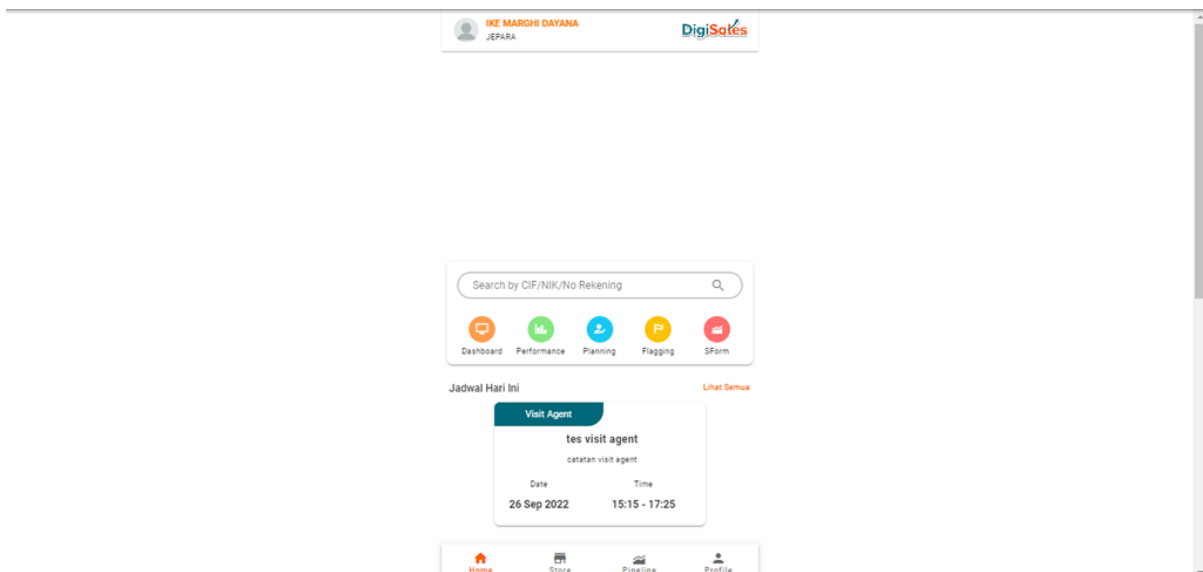 IKE MARGHI DAYANA
JEPARA
DigiSales
Search by CIF/NIK/No Rekening
Dashboard Performance Planning Flagging SForm
Jadwal Hari Ini Lihat Semua
Visit Agent
tes visit agent
catatan visit agent
Date Time
26 Sep 2022 15:15 - 17:25
Home Store Pipeline Profile